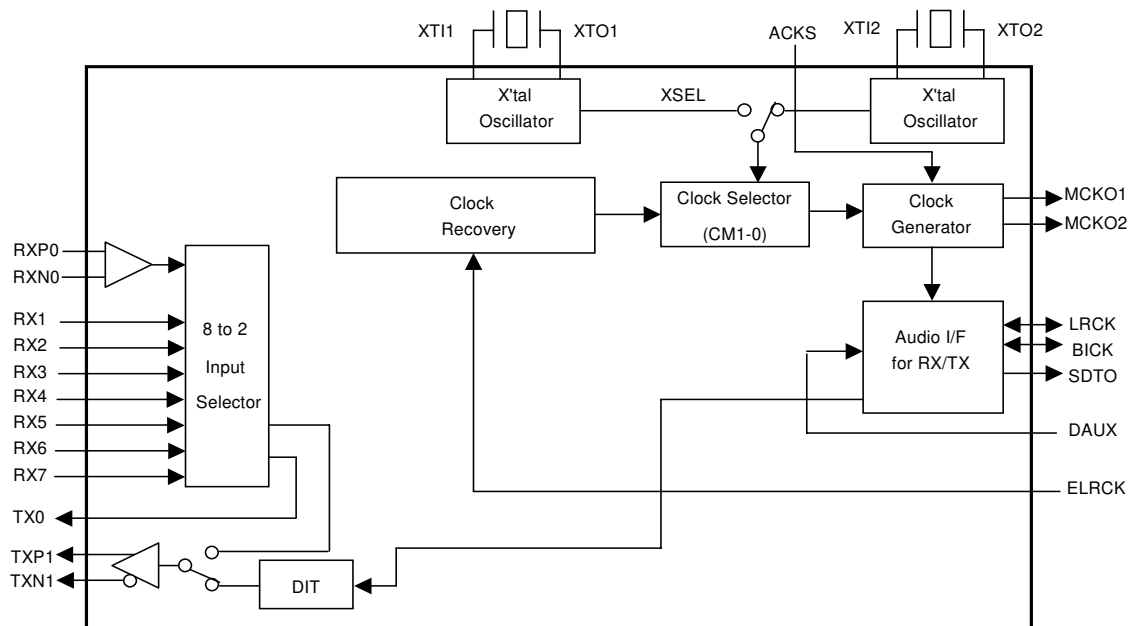 XTI1
XTO1
ACKS
XTI2
XTO2
X'tal
Oscillator
XSEL
X'tal
Oscillator
Clock
Recovery
Clock Selector
(CM1-0)
Clock
Generator
MCKO1
MCKO2
RXP0
RXN0
RX1
RX2
RX3
RX4
RX5
RX6
RX7
8 to 2
Input
Selector
Audio I/F
for RX/TX
LRCK
BICK
SDTO
DAUX
ELRCK
TX0
TXP1
TXN1
DIT